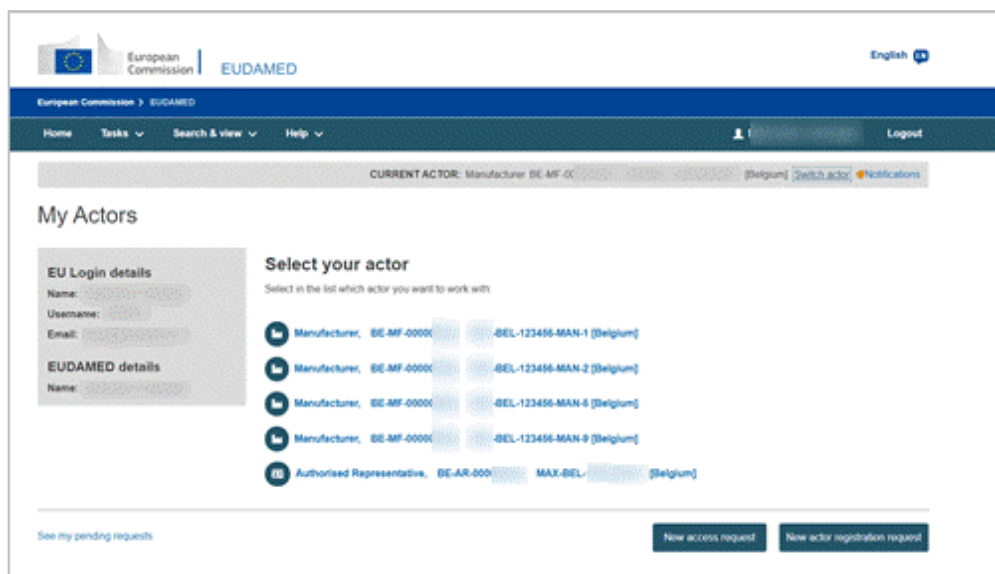 European
Commission
EUDAMED
English EN
European Commission > EUDAMED
Home Tasks Search & view Help Logout
CURRENT ACTOR: Manufacturer BE-MF-0 [Belgium] Switch actor Notifications
My Actors
EU Login details
Name:
Username:
Email:
EUDAMED details
Name:
Select your actor
Select in the list which actor you want to work with
Manufacturer, BE-MF-00000 -BEL-123456-MAN-1 [Belgium]
Manufacturer, BE-MF-00000 -BEL-123456-MAN-2 [Belgium]
Manufacturer, BE-MF-00000 -BEL-123456-MAN-6 [Belgium]
Manufacturer, BE-MF-00000 -BEL-123456-MAN-9 [Belgium]
Authorised Representative, BE-AR-000 MAX-BEL- [Belgium]
See my pending requests
New access request
New actor registration request